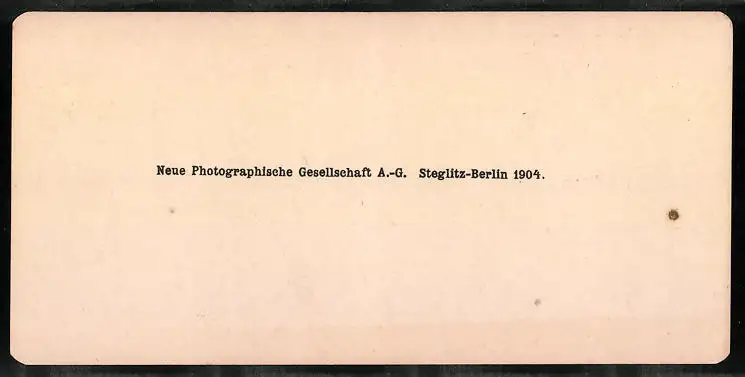 Neue Photographische Gesellschaft A.-G. Steglitz-Berlin 1904.